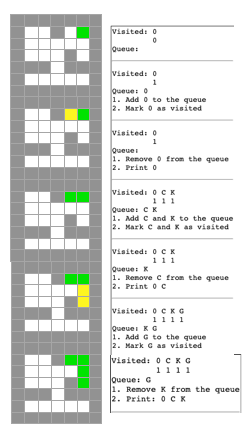 Visited: 0
0
Queue:
Visited: 0
1
Queue: 0
1. Add 0 to the queue
2. Mark 0 as visited
Visited: 0
1
Queue:
1. Remove 0 from the queue
2. Print 0
Visited: 0 C K
1 1 1
Queue: C K
1. Add C and K to the queue
2. Mark C and K as visited
Visited: 0 C K
1 1 1
Queue: K
1. Remove C from the queue
2. Print 0 C
Visited: 0 C K G
1 1 1 1
Queue: K G
1. Add G to the queue
2. Mark G as visited
Visited: 0 C K G
1 1 1 1
Queue: G
1. Remove K from the queue
2. Print: 0 C K